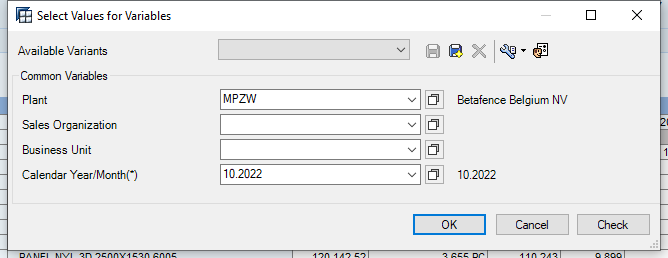 Select Values for Variables
Available Variants
Common Variables
Plant MPZW Betafence Belgium NV
Sales Organization
Business Unit
Calendar Year/Month(*) 10.2022 10.2022
OK Cancel Check
PANEL NYL 3D 2500X1530 6005 120,142.52 3,655 PC 110,243 9,899